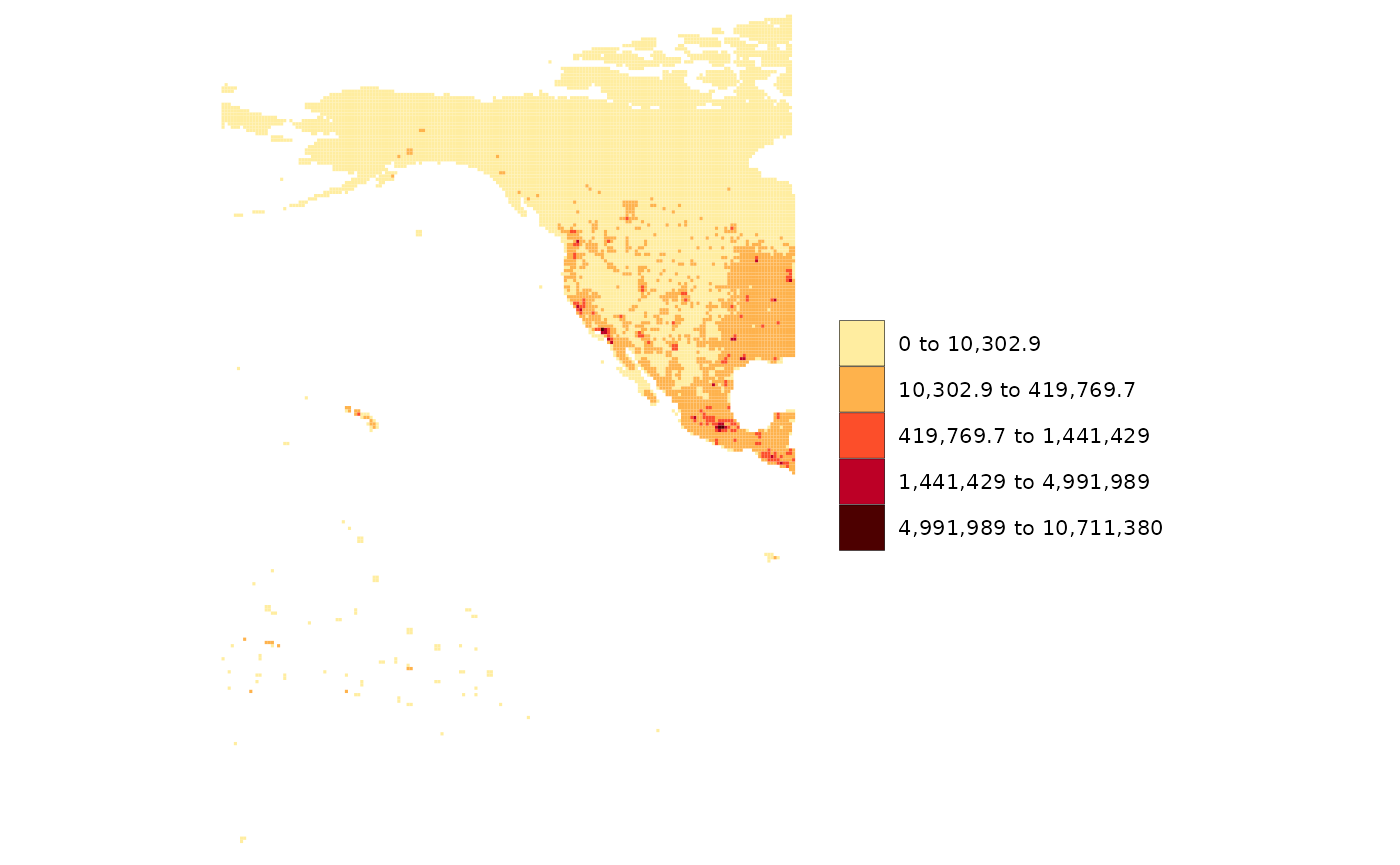 0 to 10,302.9
10,302.9 to 419,769.7
419,769.7 to 1,441,429
1,441,429 to 4,991,989
4,991,989 to 10,711,380